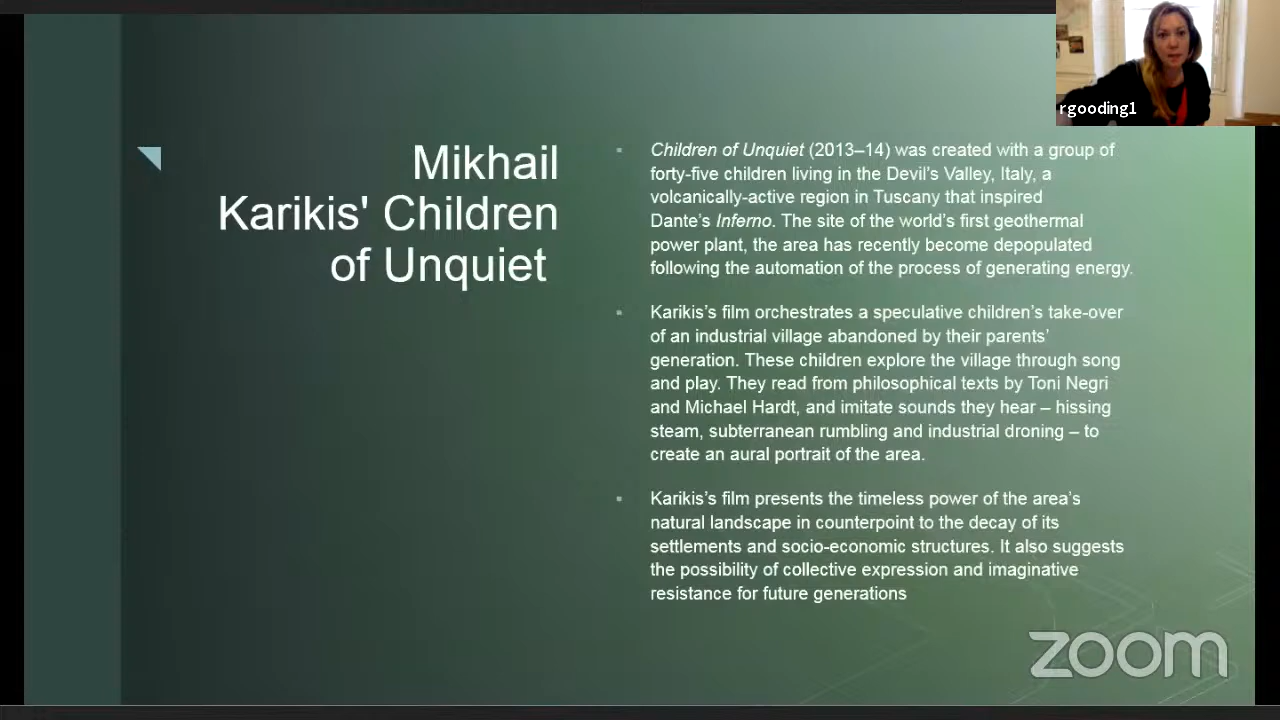 rgooding1
Mikhail
Karikis' Children
of Unquiet
▪ Children of Unquiet (2013–14) was created with a group of
forty-five children living in the Devil’s Valley, Italy, a
volcanically-active region in Tuscany that inspired
Dante’s Inferno. The site of the world’s first geothermal
power plant, the area has recently become depopulated
following the automation of the process of generating energy.
▪ Karikis’s film orchestrates a speculative children’s take-over
of an industrial village abandoned by their parents’
generation. These children explore the village through song
and play. They read from philosophical texts by Toni Negri
and Michael Hardt, and imitate sounds they hear – hissing
steam, subterranean rumbling and industrial droning – to
create an aural portrait of the area.
▪ Karikis’s film presents the timeless power of the area’s
natural landscape in counterpoint to the decay of its
settlements and socio-economic structures. It also suggests
the possibility of collective expression and imaginative
resistance for future generations
zoom